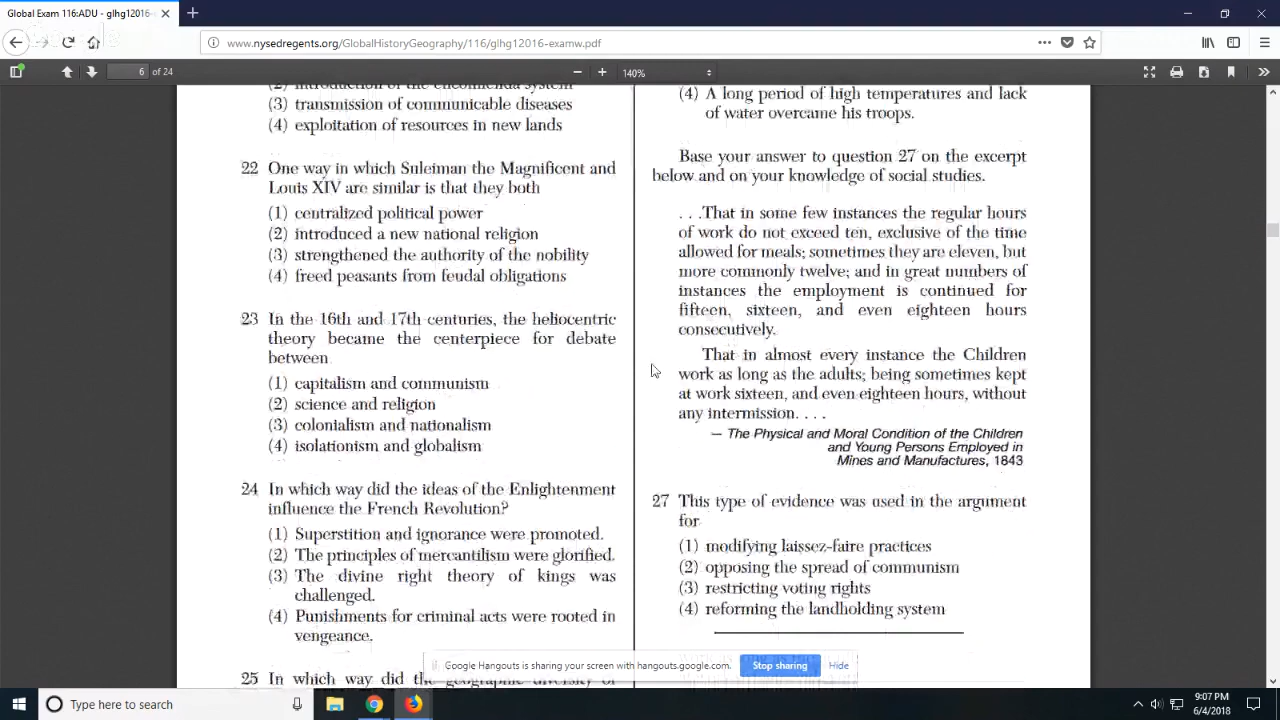 Global Exam 116:ADU - glhg12016-
www.nysedregents.org/GlobalHistoryGeography/116/glhg12016-examw.pdf
6 of 24
140%
(2) introduction of the encomienda system
(3) transmission of communicable diseases
(4) exploitation of resources in new lands
22 One way in which Suleiman the Magnificent and
Louis XIV are similar is that they both
(1) centralized political power
(2) introduced a new national religion
(3) strengthened the authority of the nobility
(4) freed peasants from feudal obligations
23 In the 16th and 17th centuries, the heliocentric
theory became the centerpiece for debate
between
(1) capitalism and communism
(2) science and religion
(3) colonialism and nationalism
(4) isolationism and globalism
24 In which way did the ideas of the Enlightenment
influence the French Revolution?
(1) Superstition and ignorance were promoted.
(2) The principles of mercantilism were glorified.
(3) The divine right theory of kings was
challenged.
(4) Punishments for criminal acts were rooted in
vengeance.
25 In which way did the geographic diversity of
(4) A long period of high temperatures and lack
of water overcame his troops.
Base your answer to question 27 on the excerpt
below and on your knowledge of social studies.
. . .That in some few instances the regular hours
of work do not exceed ten, exclusive of the time
allowed for meals; sometimes they are eleven, but
more commonly twelve; and in great numbers of
instances the employment is continued for
fifteen, sixteen, and even eighteen hours
consecutively.
That in almost every instance the Children
work as long as the adults; being sometimes kept
at work sixteen, and even eighteen hours, without
any intermission. . . .
— The Physical and Moral Condition of the Children
and Young Persons Employed in
Mines and Manufactures, 1843
27 This type of evidence was used in the argument
for
(1) modifying laissez-faire practices
(2) opposing the spread of communism
(3) restricting voting rights
(4) reforming the landholding system
Google Hangouts is sharing your screen with hangouts.google.com.
Stop sharing
Hide
Type here to search
9:07 PM
6/4/2018